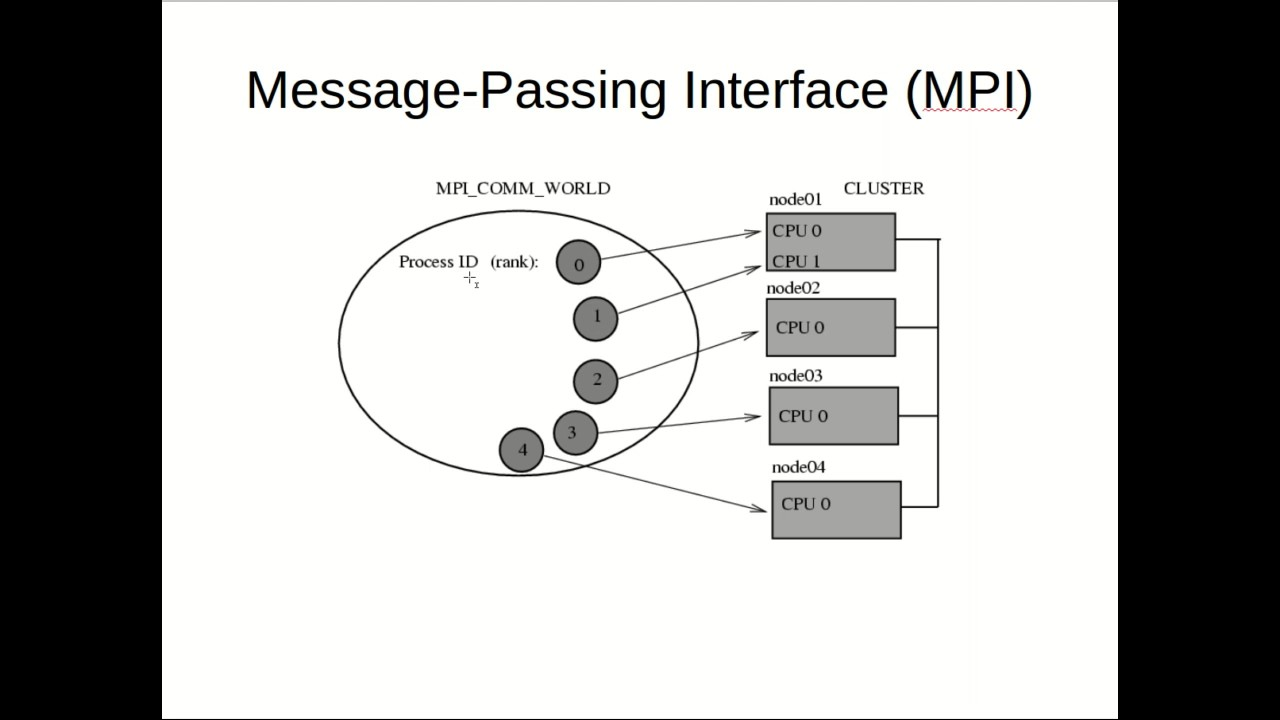 Message-Passing Interface (MPI)
MPI_COMM_WORLD
CLUSTER
Process ID (rank):
0
1
2
3
4
node01
CPU 0
CPU 1
node02
CPU 0
node03
CPU 0
node04
CPU 0